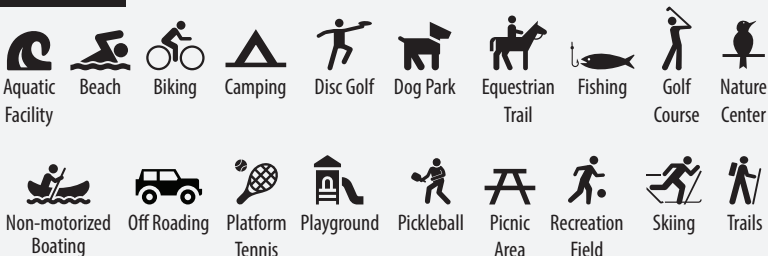 Aquatic Facility
Beach
Biking
Camping
Disc Golf
Dog Park
Equestrian Trail
Fishing
Golf Course
Nature Center
Non-motorized Boating
Off Roading
Platform Tennis
Playground
Pickleball
Picnic Area
Recreation Field
Skiing
Trails